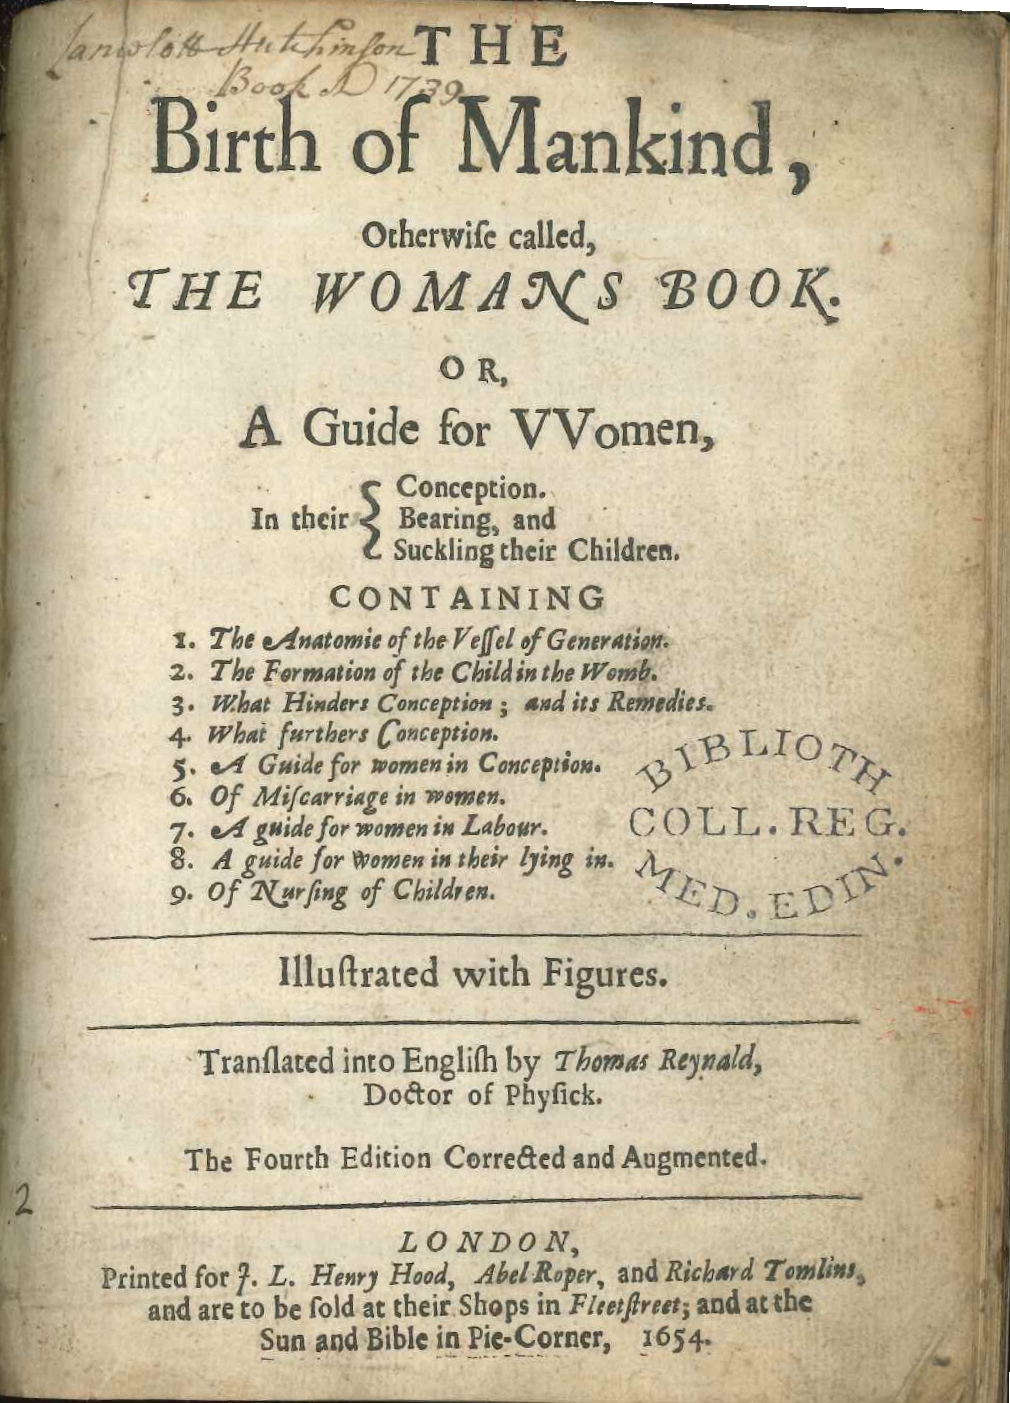 Lancelott Hutchinson
Book AD 1739
THE
Birth of Mankind,
Otherwiſe called,
THE WOMANS BOOK.
OR,
A Guide for VVomen,
In their { Conception.
Bearing, and
Suckling their Children.
CONTAINING
1. The Anatomie of the Veſſel of Generation.
2. The Formation of the Child in the Womb.
3. What Hinders Conception ; and its Remedies.
4. What furthers Conception.
5. A Guide for women in Conception.
6. Of Miſcarriage in women.
7. A guide for women in Labour.
8. A guide for women in their lying in.
9. Of Nurſing of Children.
BIBLIOTH
COLL. REG.
MED. EDIN.
Illuſtrated with Figures.
Tranſlated into Engliſh by Thomas Reynald,
Doctor of Phyſick.
The Fourth Edition Corrected and Augmented.
2
LONDON,
Printed for J. L. Henry Hood, Abel Roper, and Richard Tomlins,
and are to be ſold at their Shops in Fleetſtreet; and at the
Sun and Bible in Pie-Corner, 1654.